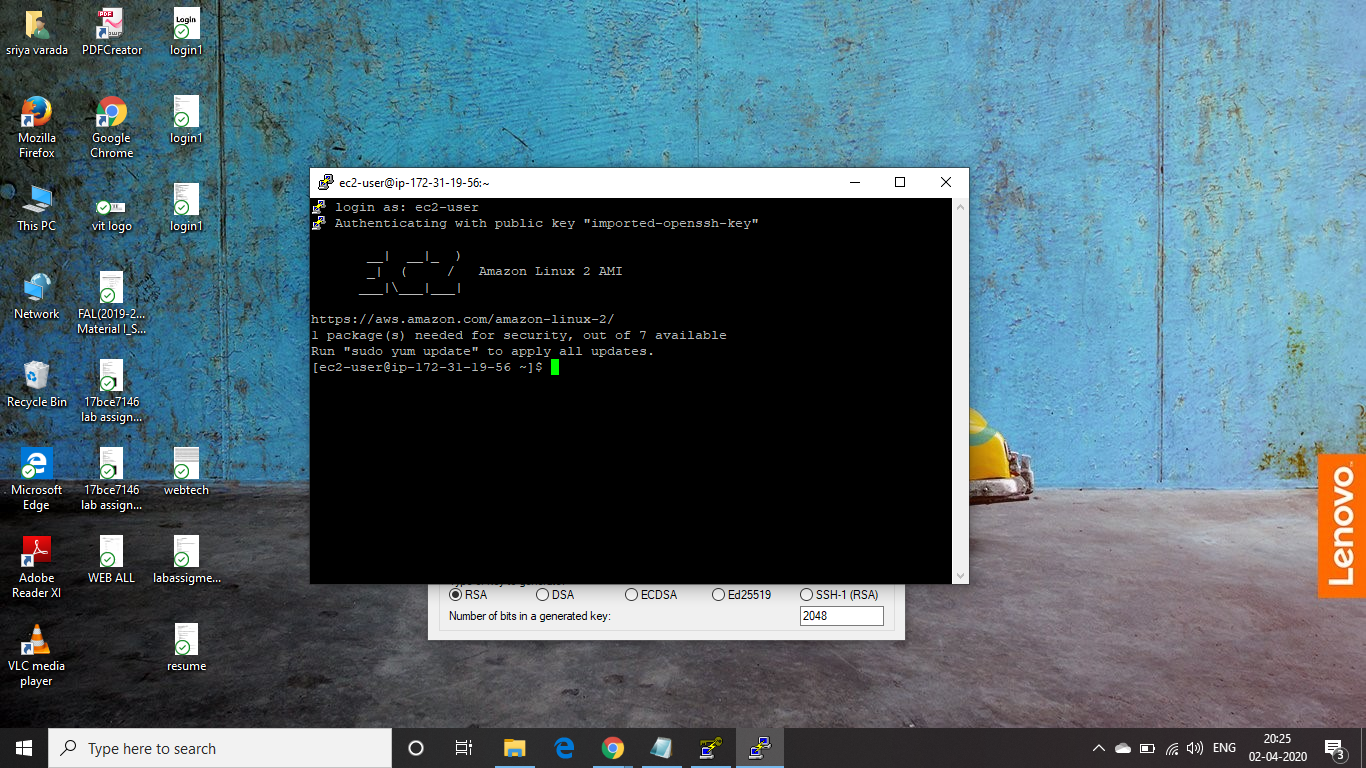 sriya varada
PDFCreator
Login
login1
Mozilla
Firefox
Google
Chrome
login1
This PC
vit logo
login1
Network
FAL(2019-2...
Material I_S...
Recycle Bin
17bce7146
lab assign...
Microsoft
Edge
17bce7146
lab assign...
webtech
Adobe
Reader XI
WEB ALL
labassigme...
VLC media
player
resume
ec2-user@ip-172-31-19-56:~
login as: ec2-user
Authenticating with public key "imported-openssh-key"
       __|  __|_  )
       _|  (     /   Amazon Linux 2 AMI
      ___|\___|___|
https://aws.amazon.com/amazon-linux-2/
1 package(s) needed for security, out of 7 available
Run "sudo yum update" to apply all updates.
[ec2-user@ip-172-31-19-56 ~]$
RSA DSA ECDSA Ed25519 SSH-1 (RSA)
Number of bits in a generated key: 2048
Lenovo
Type here to search
ENG
20:25
02-04-2020
3